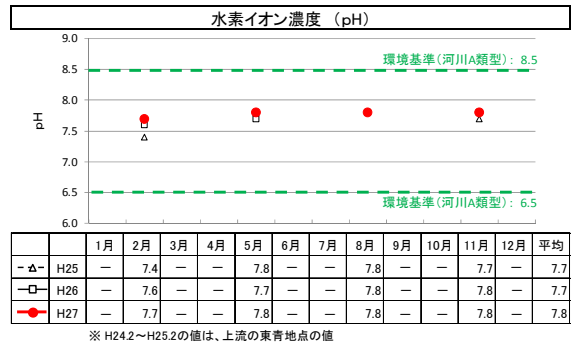 水素イオン濃度 （pH）
9.0
環境基準（河川A類型）： 8.5
8.5
8.0
pH
7.5
7.0
6.5
環境基準（河川A類型）： 6.5
6.0
1月 2月 3月 4月 5月 6月 7月 8月 9月 10月 11月 12月 平均
H25 － 7.4 － － 7.8 － － 7.8 － － 7.7 － 7.7
H26 － 7.6 － － 7.7 － － 7.8 － － 7.8 － 7.7
H27 － 7.7 － － 7.8 － － 7.8 － － 7.8 － 7.8
※ H24.2～H25.2の値は、上流の東青地点の値